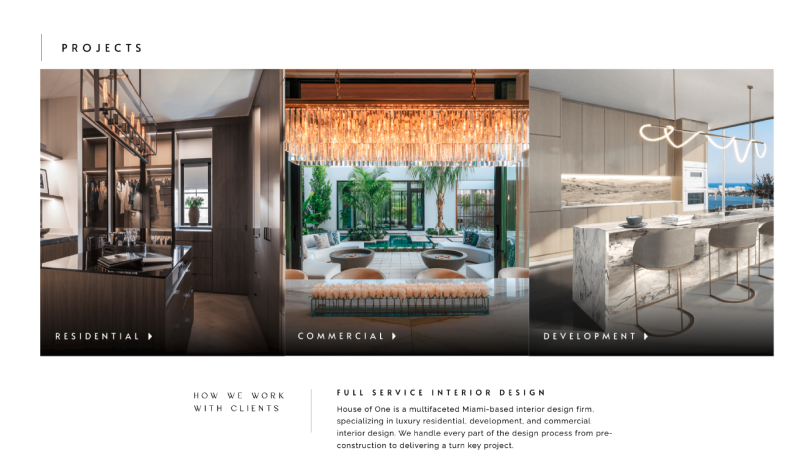 PROJECTS
RESIDENTIAL
COMMERCIAL
DEVELOPMENT
HOW WE WORK
WITH CLIENTS
FULL SERVICE INTERIOR DESIGN
House of One is a multifaceted Miami-based interior design firm.
specializing in luxury residential, development, and commercial
interior design. We handle every part of the design process from pre-
construction to delivering a turn key project.